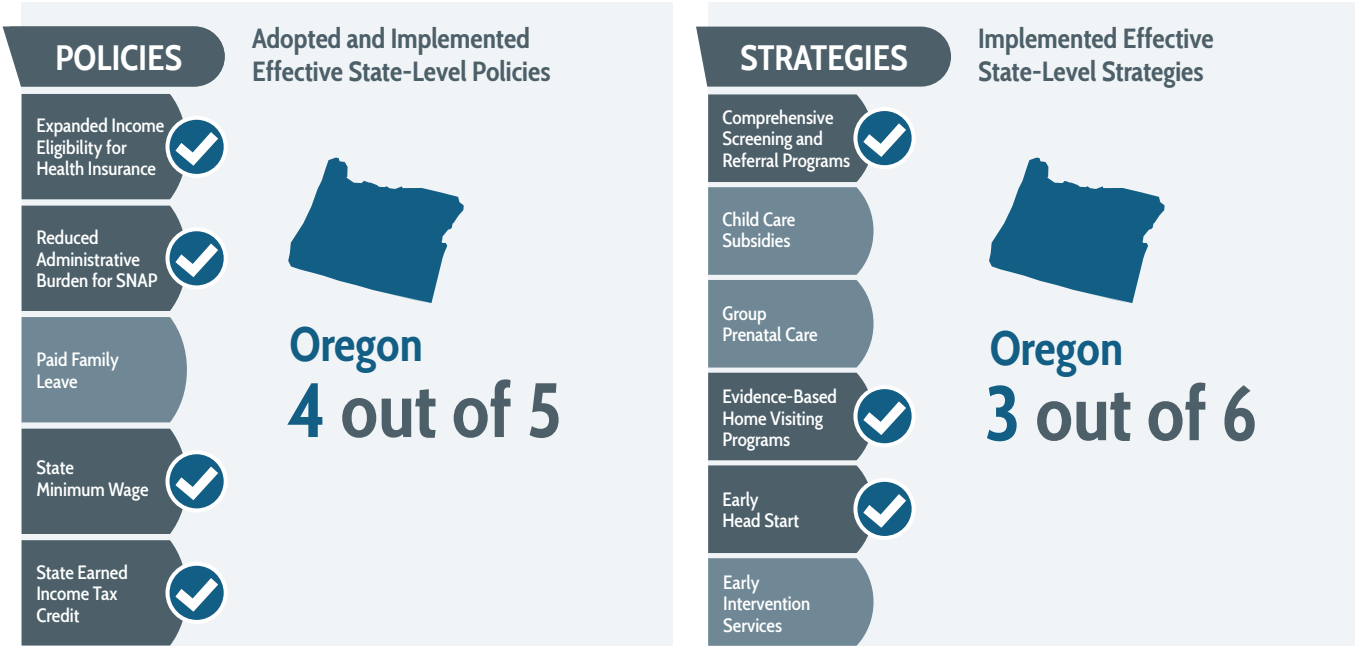 POLICIES
Adopted and Implemented
Effective State-Level Policies
Expanded Income
Eligibility for
Health Insurance
Reduced
Administrative
Burden for SNAP
Paid Family
Leave
State
Minimum Wage
State Earned
Income Tax
Credit
Oregon
4 out of 5
STRATEGIES
Implemented Effective
State-Level Strategies
Comprehensive
Screening and
Referral Programs
Child Care
Subsidies
Group
Prenatal Care
Evidence-Based
Home Visiting
Programs
Early
Head Start
Early
Intervention
Services
Oregon
3 out of 6